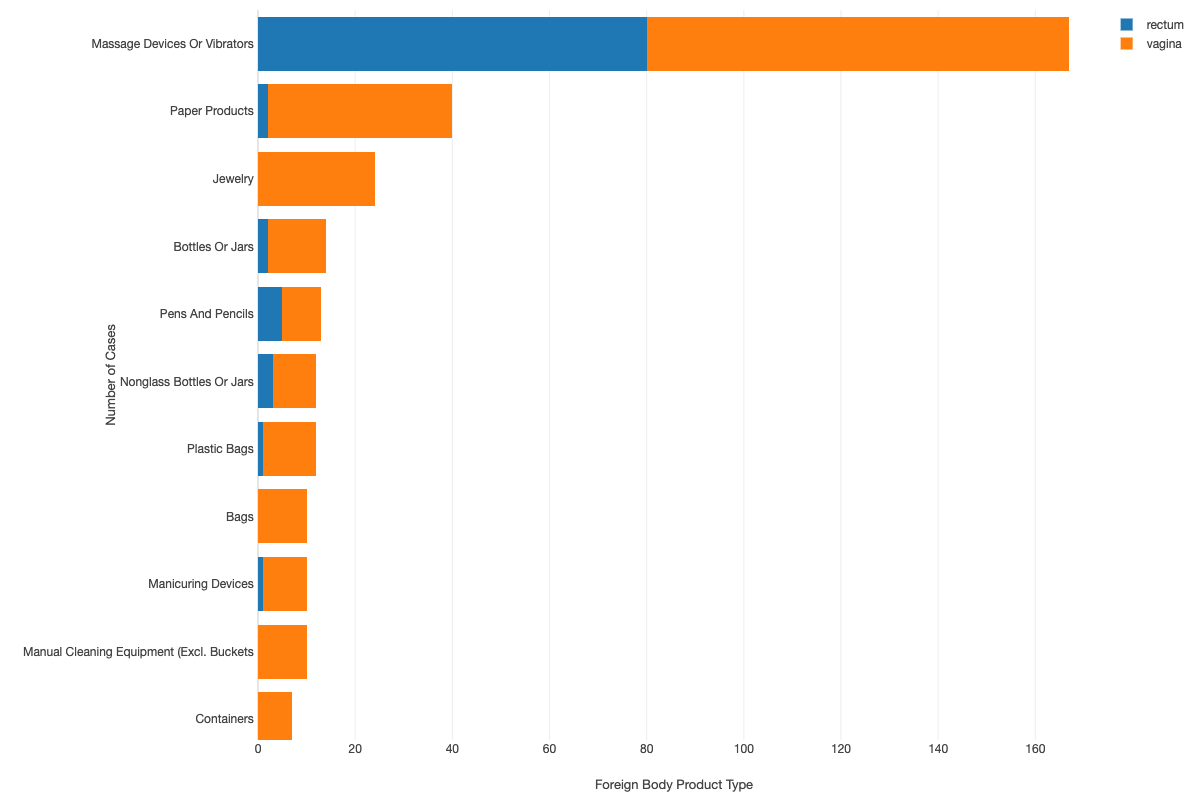 Massage Devices Or Vibrators
Paper Products
Jewelry
Bottles Or Jars
Pens And Pencils
Nonglass Bottles Or Jars
Plastic Bags
Bags
Manicuring Devices
Manual Cleaning Equipment (Excl. Buckets
Containers
Number of Cases
0 20 40 60 80 100 120 140 160
Foreign Body Product Type
rectum
vagina